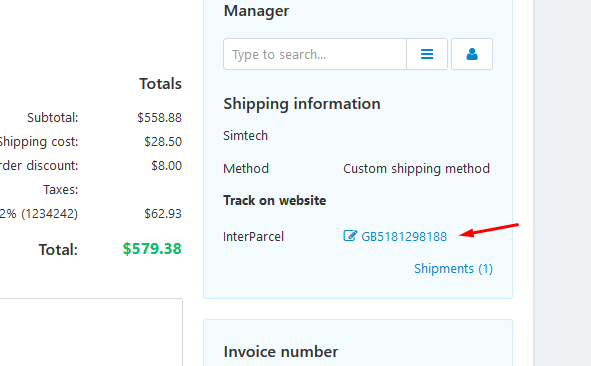 Manager
Type to search...
Totals
Subtotal: $558.88
Shipping cost: $28.50
rder discount: $8.00
Taxes:
2% (1234242) $62.93
Total: $579.38
Shipping information
Simtech
Method Custom shipping method
Track on website
InterParcel GB5181298188
Shipments (1)
Invoice number